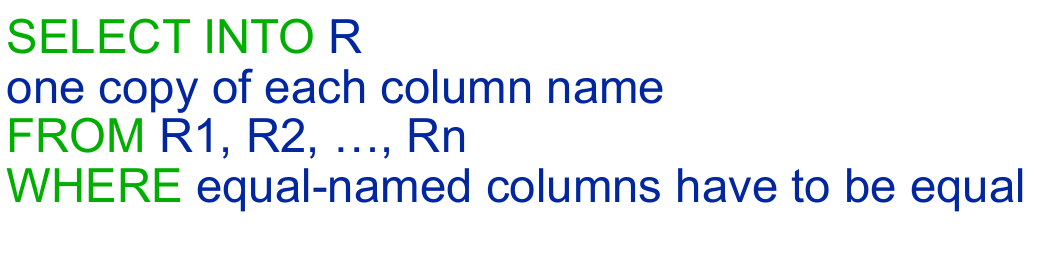 SELECT INTO R
one copy of each column name
FROM R1, R2, …, Rn
WHERE equal-named columns have to be equal